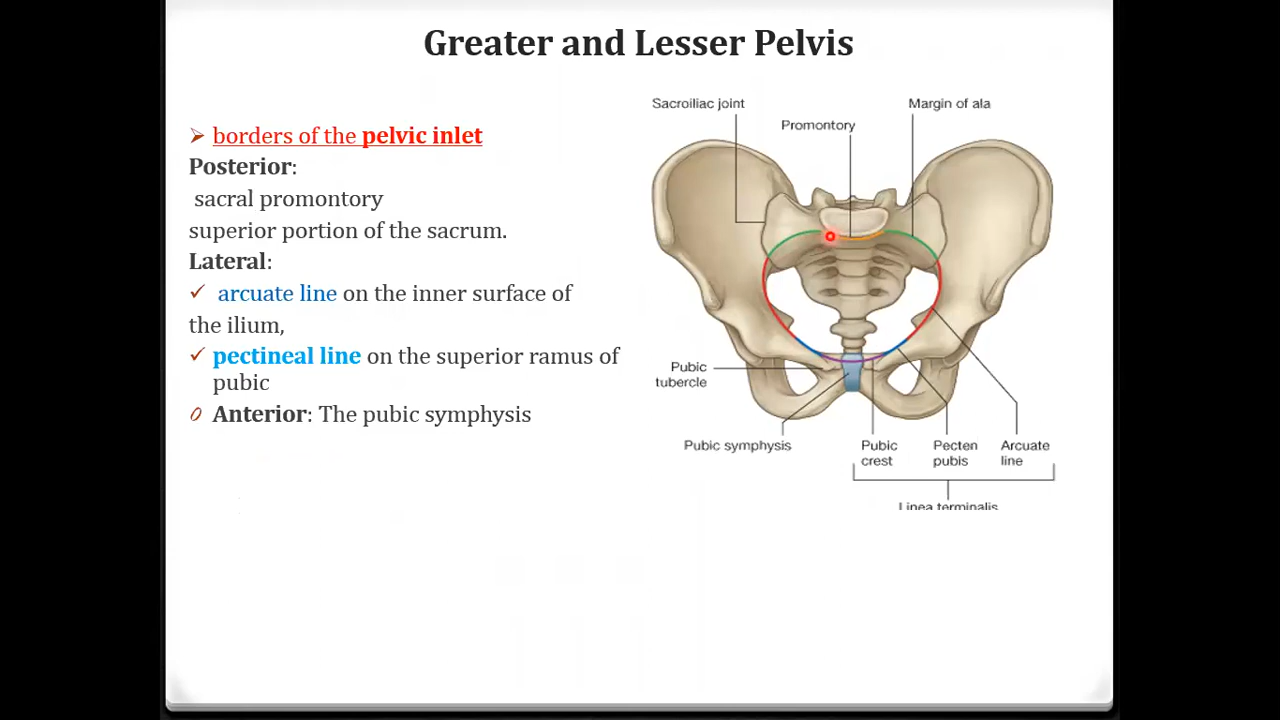 Greater and Lesser Pelvis
borders of the pelvic inlet
Posterior:
sacral promontory
superior portion of the sacrum.
Lateral:
✓ arcuate line on the inner surface of
the ilium,
✓ pectineal line on the superior ramus of
pubic
Anterior: The pubic symphysis
Sacroiliac joint
Promontory
Margin of ala
Pubic
tubercle
Pubic symphysis
Pubic
crest
Pecten
pubis
Arcuate
line
Linea terminalis